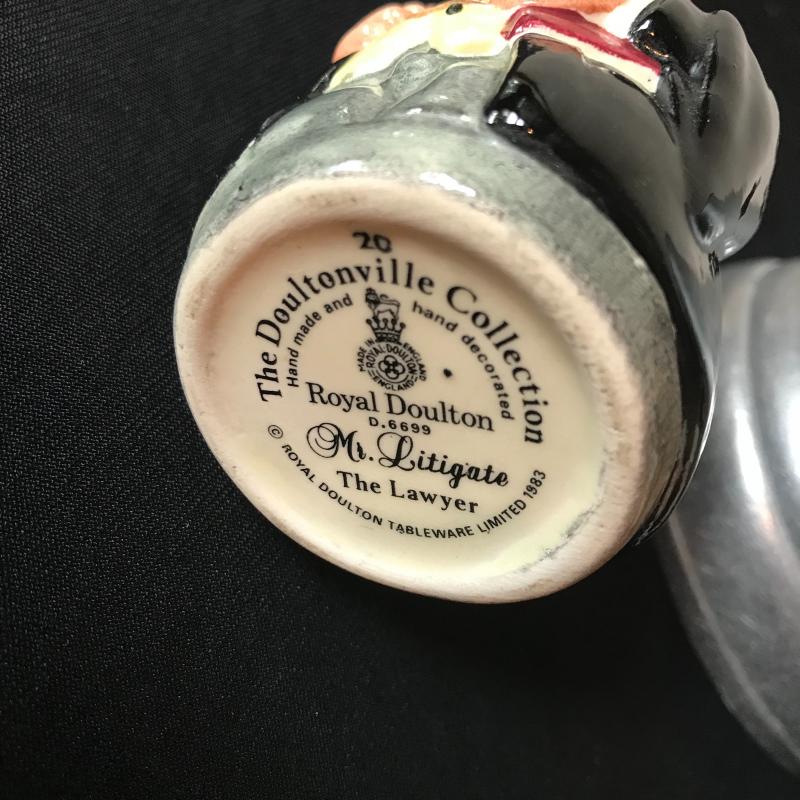 20
The Doultonville Collection
Hand made and hand decorated
MADE IN ENGLAND
ROYAL DOULTON
ENGLAND
Royal Doulton
D.6699
Mr. Litigate
The Lawyer
© ROYAL DOULTON TABLEWARE LIMITED 1983